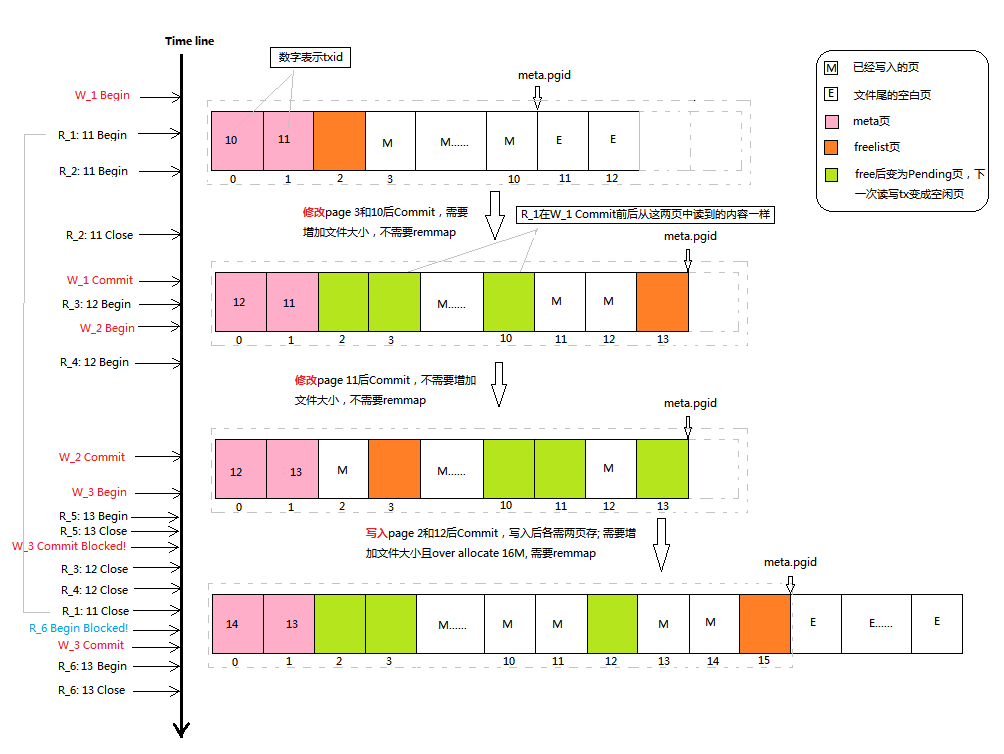 Time line
数字表示txid
W_1 Begin
R_1: 11 Begin
R_2: 11 Begin
R_2: 11 Close
W_1 Commit
R_3: 12 Begin
W_2 Begin
R_4: 12 Begin
W_2 Commit
W_3 Begin
R_5: 13 Begin
R_5: 13 Close
W_3 Commit Blocked!
R_3: 12 Close
R_4: 12 Close
R_1: 11 Close
R_6 Begin Blocked!
W_3 Commit
R_6: 13 Begin
R_6: 13 Close
meta.pgid
10 11 M M...... M E E
0 1 2 3 10 11 12
修改page 3和10后Commit，需要
增加文件大小，不需要remmap
R_1在W_1 Commit前后从这两页中读到的内容一样
meta.pgid
12 11 M...... M M
0 1 2 3 10 11 12 13
修改page 11后Commit，不需要增加
文件大小，不需要remmap
meta.pgid
12 13 M M...... M
0 1 2 3 10 11 12 13
写入page 2和12后Commit，写入后各需两页存; 需要增
加文件大小且over allocate 16M, 需要remmap
meta.pgid
14 13 M...... M M M M E E...... E
0 1 2 3 10 11 12 13 14 15
M 已经写入的页
E 文件尾的空白页
meta页
freelist页
free后变为Pending页，下
一次读写tx变成空闲页